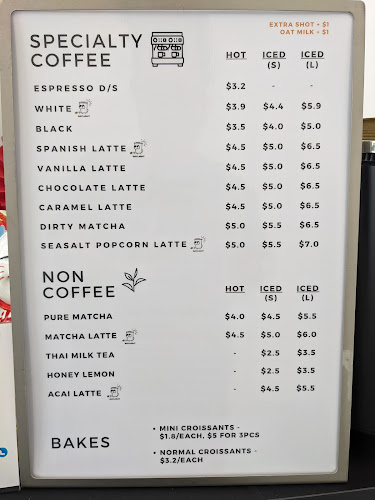 EXTRA SHOT + $1
OAT MILK + $1
SPECIALTY
COFFEE
HOT ICED ICED
(S) (L)
ESPRESSO D/S $3.2 - -
WHITE $3.9 $4.4 $5.9
BLACK $3.5 $4.0 $5.0
SPANISH LATTE $4.5 $5.0 $6.5
VANILLA LATTE $4.5 $5.0 $6.5
CHOCOLATE LATTE $4.5 $5.0 $6.5
CARAMEL LATTE $4.5 $5.0 $6.5
DIRTY MATCHA $5.0 $5.5 $6.5
SEASALT POPCORN LATTE $5.0 $5.5 $7.0
NON
COFFEE
HOT ICED ICED
(S) (L)
PURE MATCHA $4.0 $4.5 $5.5
MATCHA LATTE $4.5 $5.0 $6.0
THAI MILK TEA - $2.5 $3.5
HONEY LEMON - $2.5 $3.5
ACAI LATTE - $4.5 $5.5
BAKES
• MINI CROISSANTS -
$1.8/EACH, $5 FOR 3PCS
• NORMAL CROISSANTS -
$3.2/EACH